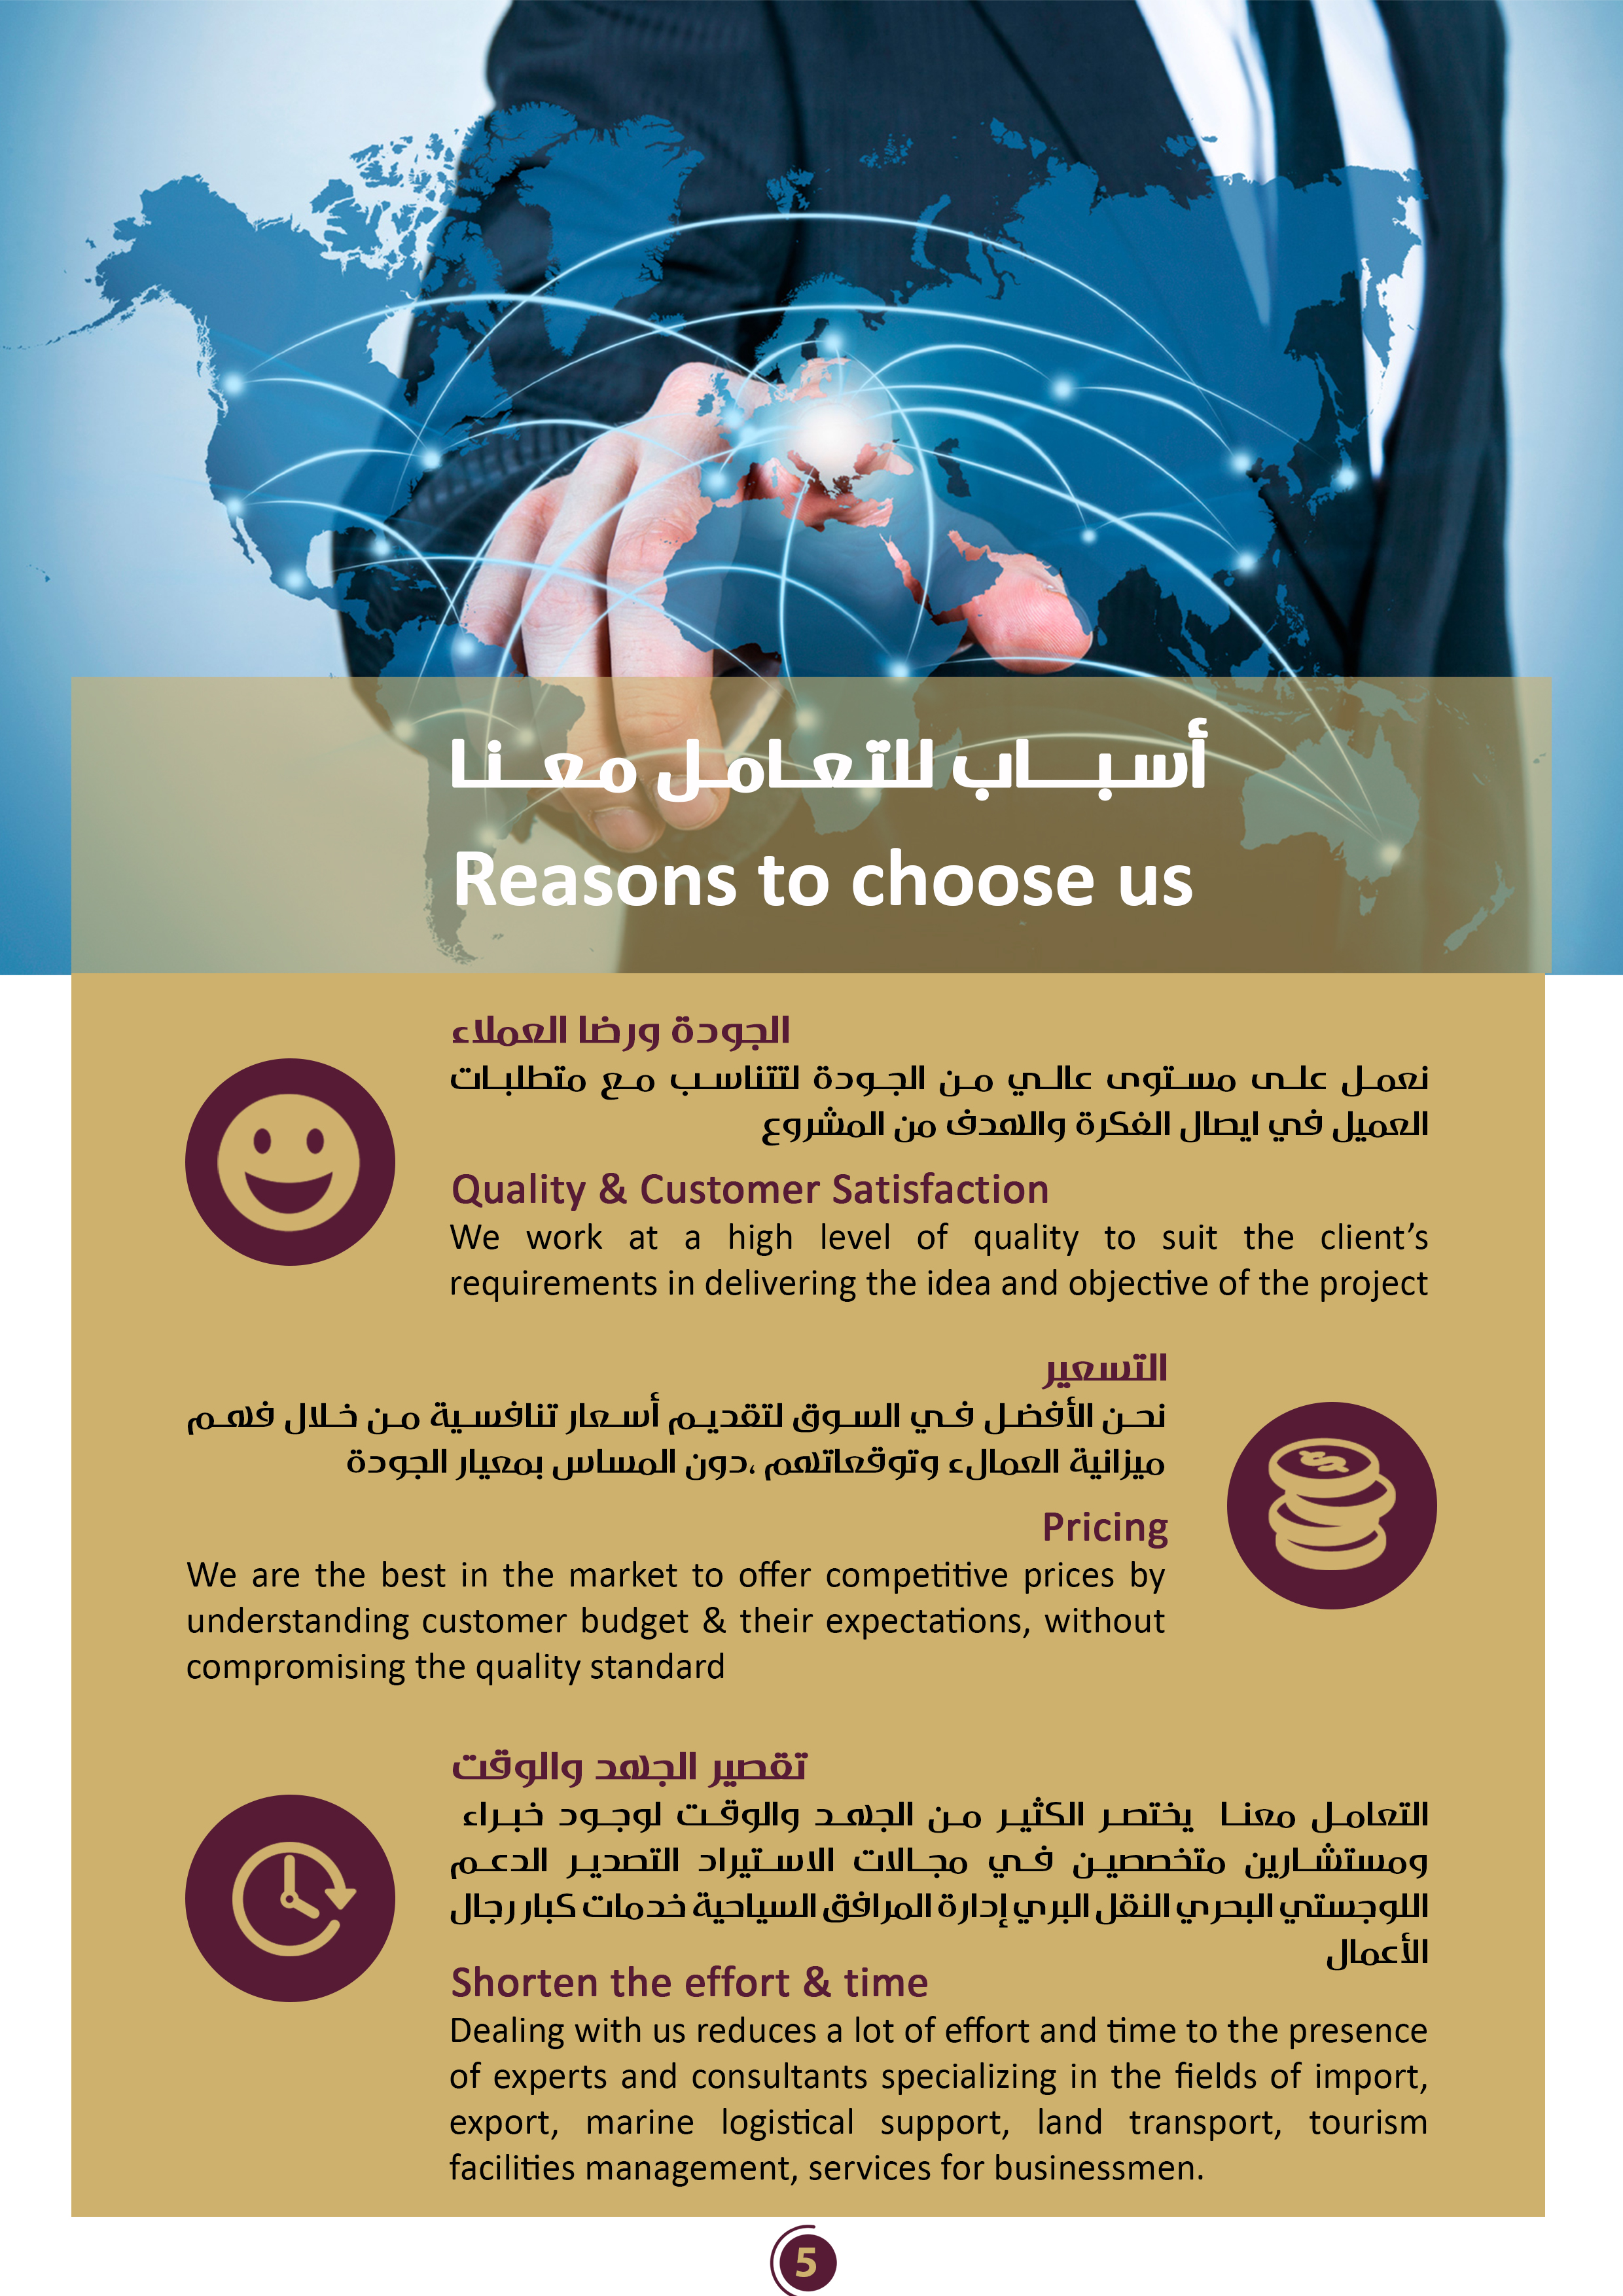 أسباب للتعامل معنا
Reasons to choose us
الجودة ورضا العملاء
نعمل على مستوى عالي من الجودة لتتناسب مع متطلبات
العميل في ايصال الفكرة والهدف من المشروع
Quality & Customer Satisfaction
We work at a high level of quality to suit the client’s
requirements in delivering the idea and objective of the project
التسعير
نحن الأفضل في السوق لتقديم أسعار تنافسية من خلال فهم
ميزانية العمالء وتوقعاتهم ،دون المساس بمعيار الجودة
Pricing
We are the best in the market to offer competitive prices by
understanding customer budget & their expectations, without
compromising the quality standard
تقصير الجهد والوقت
التعامل معنا يختصر الكثير من الجهد والوقت لوجود خبراء
ومستشارين متخصصين في مجالات الاستيراد التصدير الدعم
اللوجستي البحري النقل البري إدارة المرافق السياحية خدمات كبار رجال
الأعمال
Shorten the effort & time
Dealing with us reduces a lot of effort and time to the presence
of experts and consultants specializing in the fields of import,
export, marine logistical support, land transport, tourism
facilities management, services for businessmen.
5